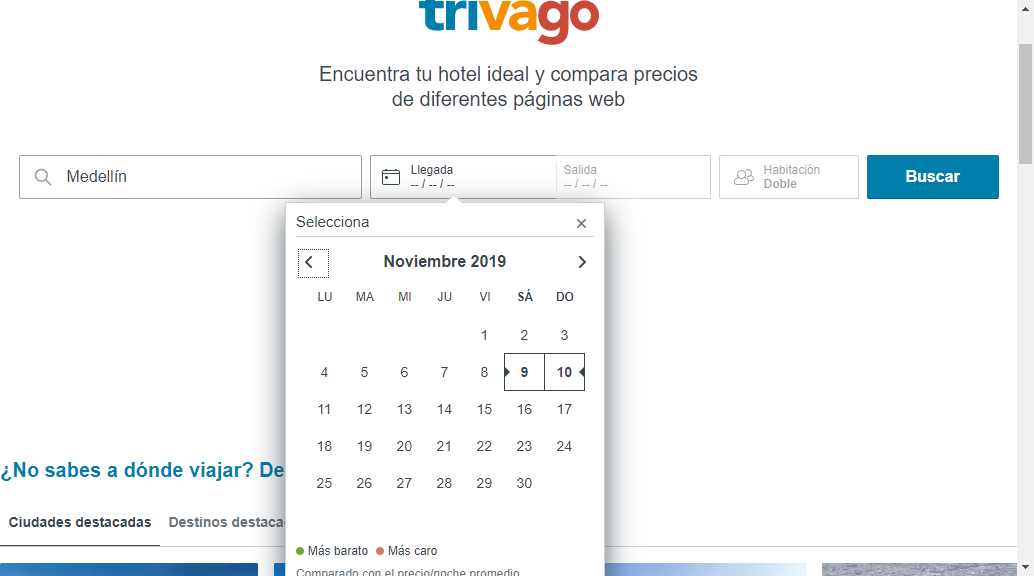 trivago
Encuentra tu hotel ideal y compara precios
de diferentes páginas web
Medellín
Llegada
-- / -- / --
Salida
-- / -- / --
Habitación
Doble
Buscar
Selecciona
Noviembre 2019
LU MA MI JU VI SÁ DO
1 2 3
4 5 6 7 8 9 10
11 12 13 14 15 16 17
18 19 20 21 22 23 24
25 26 27 28 29 30
Más barato Más caro
Comparado con el precio/noche promedio
¿No sabes a dónde viajar? De
Ciudades destacadas Destinos destaca